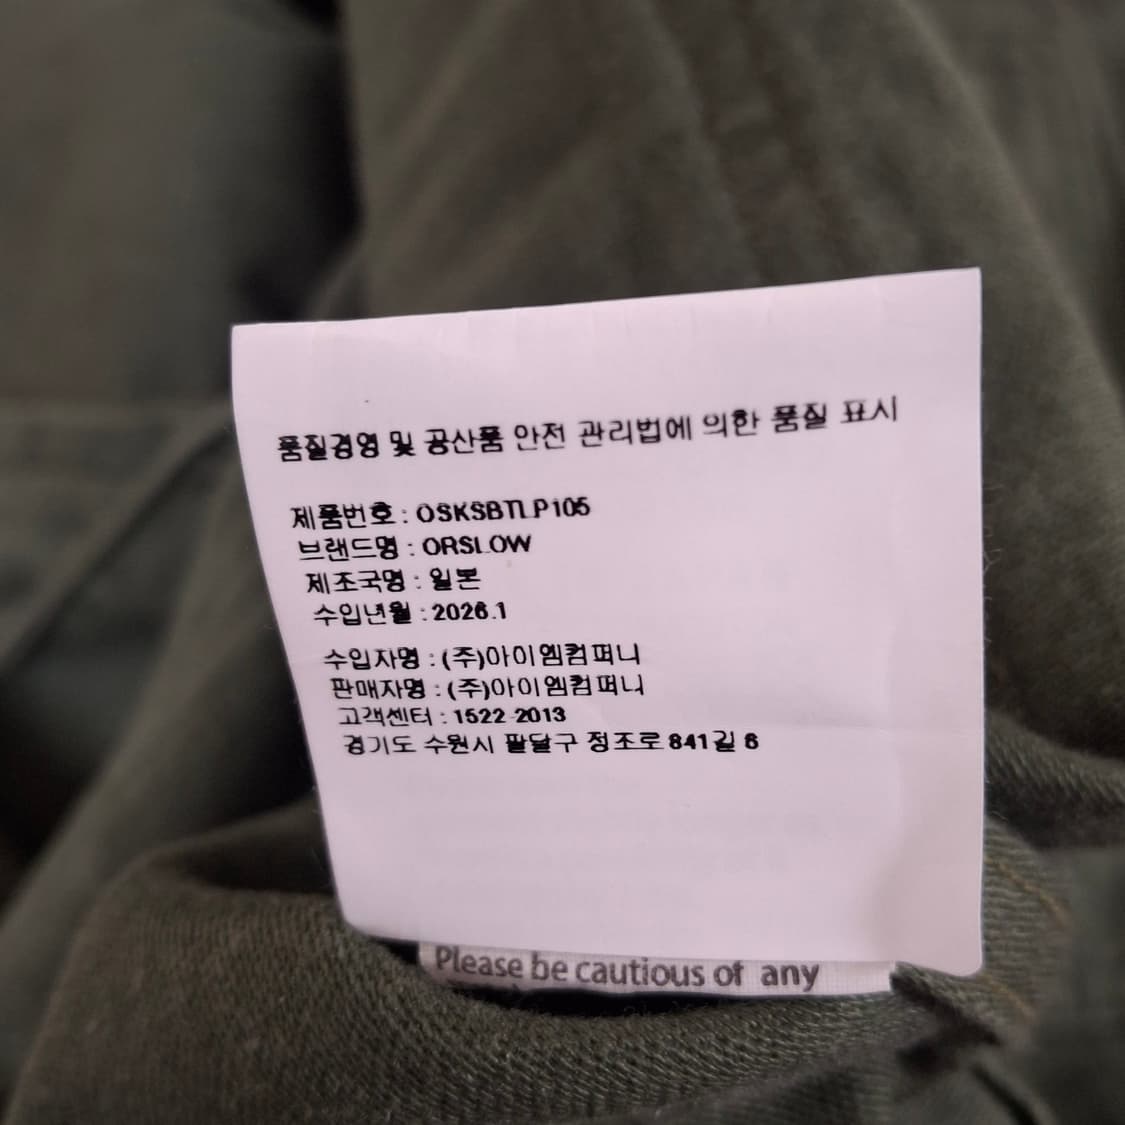 품질경영 및 공산품 안전 관리법에 의한 품질 표시
제품번호 : OSKSBTLP105
브랜드명 : ORSLOW
제조국명 : 일본
수입년월 : 2026.1
수입자명 : (주)아이엠컴퍼니
판매자명 : (주)아이엠컴퍼니
고객센터 : 1522-2013
경기도 수원시 팔달구 정조로 841길 6
Please be cautious of any